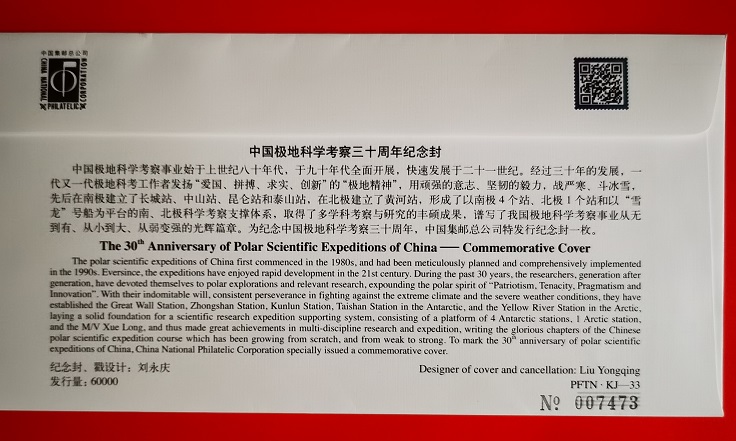 中国集邮总公司
CHINA NATIONAL PHILATELIC CORPORATION
中国极地科学考察三十周年纪念封
中国极地科学考察事业始于上世纪八十年代，于九十年代全面开展，快速发展于二十一世纪。经过三十年的发展，一
代又一代极地科考工作者发扬“爱国、拼搏、求实、创新”的“极地精神”，用顽强的意志、坚韧的毅力，战严寒、斗冰雪，
先后在南极建立了长城站、中山站、昆仑站和泰山站，在北极建立了黄河站，形成了以南极 4 个站、北极 1 个站和以“雪
龙”号船为平台的南、北极科学考察支撑体系，取得了多学科考察与研究的丰硕成果，谱写了我国极地科学考察事业从无
到有、从小到大、从弱变强的光辉篇章。为纪念中国极地科学考察三十周年，中国集邮总公司特发行纪念封一枚。
The 30th Anniversary of Polar Scientific Expeditions of China —— Commemorative Cover
The polar scientific expeditions of China first commenced in the 1980s, and had been meticulously planned and comprehensively implemented
in the 1990s. Eversince, the expeditions have enjoyed rapid development in the 21st century. During the past 30 years, the researchers, generation after
generation, have devoted themselves to polar explorations and relevant research, expounding the polar spirit of “Patriotism, Tenacity, Pragmatism and
Innovation”. With their indomitable will, consistent perseverance in fighting against the extreme climate and the severe weather conditions, they have
established the Great Wall Station, Zhongshan Station, Kunlun Station, Taishan Station in the Antarctic, and the Yellow River Station in the Arctic,
laying a solid foundation for a scientific research expedition supporting system, consisting of a platform of 4 Antarctic stations, 1 Arctic station,
and the M/V Xue Long, and thus made great achievements in multi-discipline research and expedition, writing the glorious chapters of the Chinese
polar scientific expedition course which has been growing from scratch, and from weak to strong. To mark the 30th anniversary of polar scientific
expeditions of China, China National Philatelic Corporation specially issued a commemorative cover.
纪念封、戳设计：刘永庆
Designer of cover and cancellation: Liu Yongqing
发行量：60000
PFTN · KJ—33
No 007473